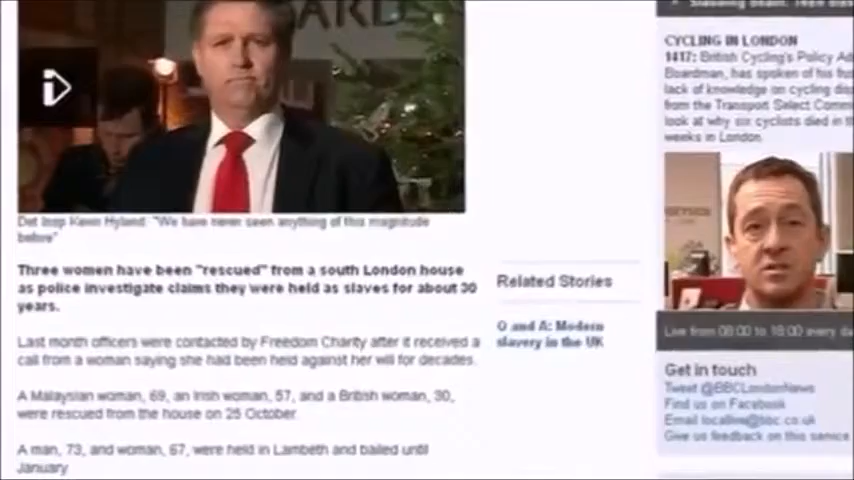 ARD
Det Insp Kevin Hyland: "We have never seen anything of this magnitude
before"
Three women have been "rescued" from a south London house
as police investigate claims they were held as slaves for about 30
years.
Last month officers were contacted by Freedom Charity after it received a
call from a woman saying she had been held against her will for decades.
A Malaysian woman, 69, an Irish woman, 57, and a British woman, 30,
were rescued from the house on 25 October.
A man, 73, and woman, 67, were held in Lambeth and bailed until
January
Related Stories
Q and A: Modern
slavery in the UK
CYCLING IN LONDON
1417: British Cycling's Policy Ad
Boardman, has spoken of his
lack of knowledge on cycling
from the Transport Select Comm
look at why six cyclists died in
weeks in London.
Live from 08:00 to 18:00 every da
Get in touch
Tweet @BBCLondonNews
Find us on Facebook
Email locallive@bbc.co.uk
Give us feedback on this service